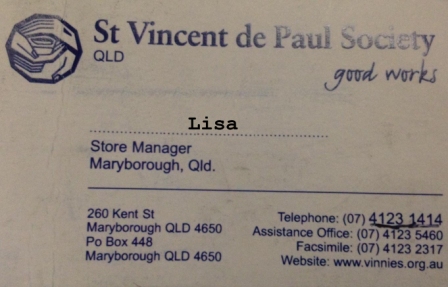 St Vincent de Paul Society
QLD
good works
Lisa
Store Manager
Maryborough, Qld.
260 Kent St
Maryborough QLD 4650
Po Box 448
Maryborough QLD 4650
Telephone: (07) 4123 1414
Assistance Office: (07) 4123 5460
Facsimile: (07) 4123 2317
Website: www.vinnies.org.au